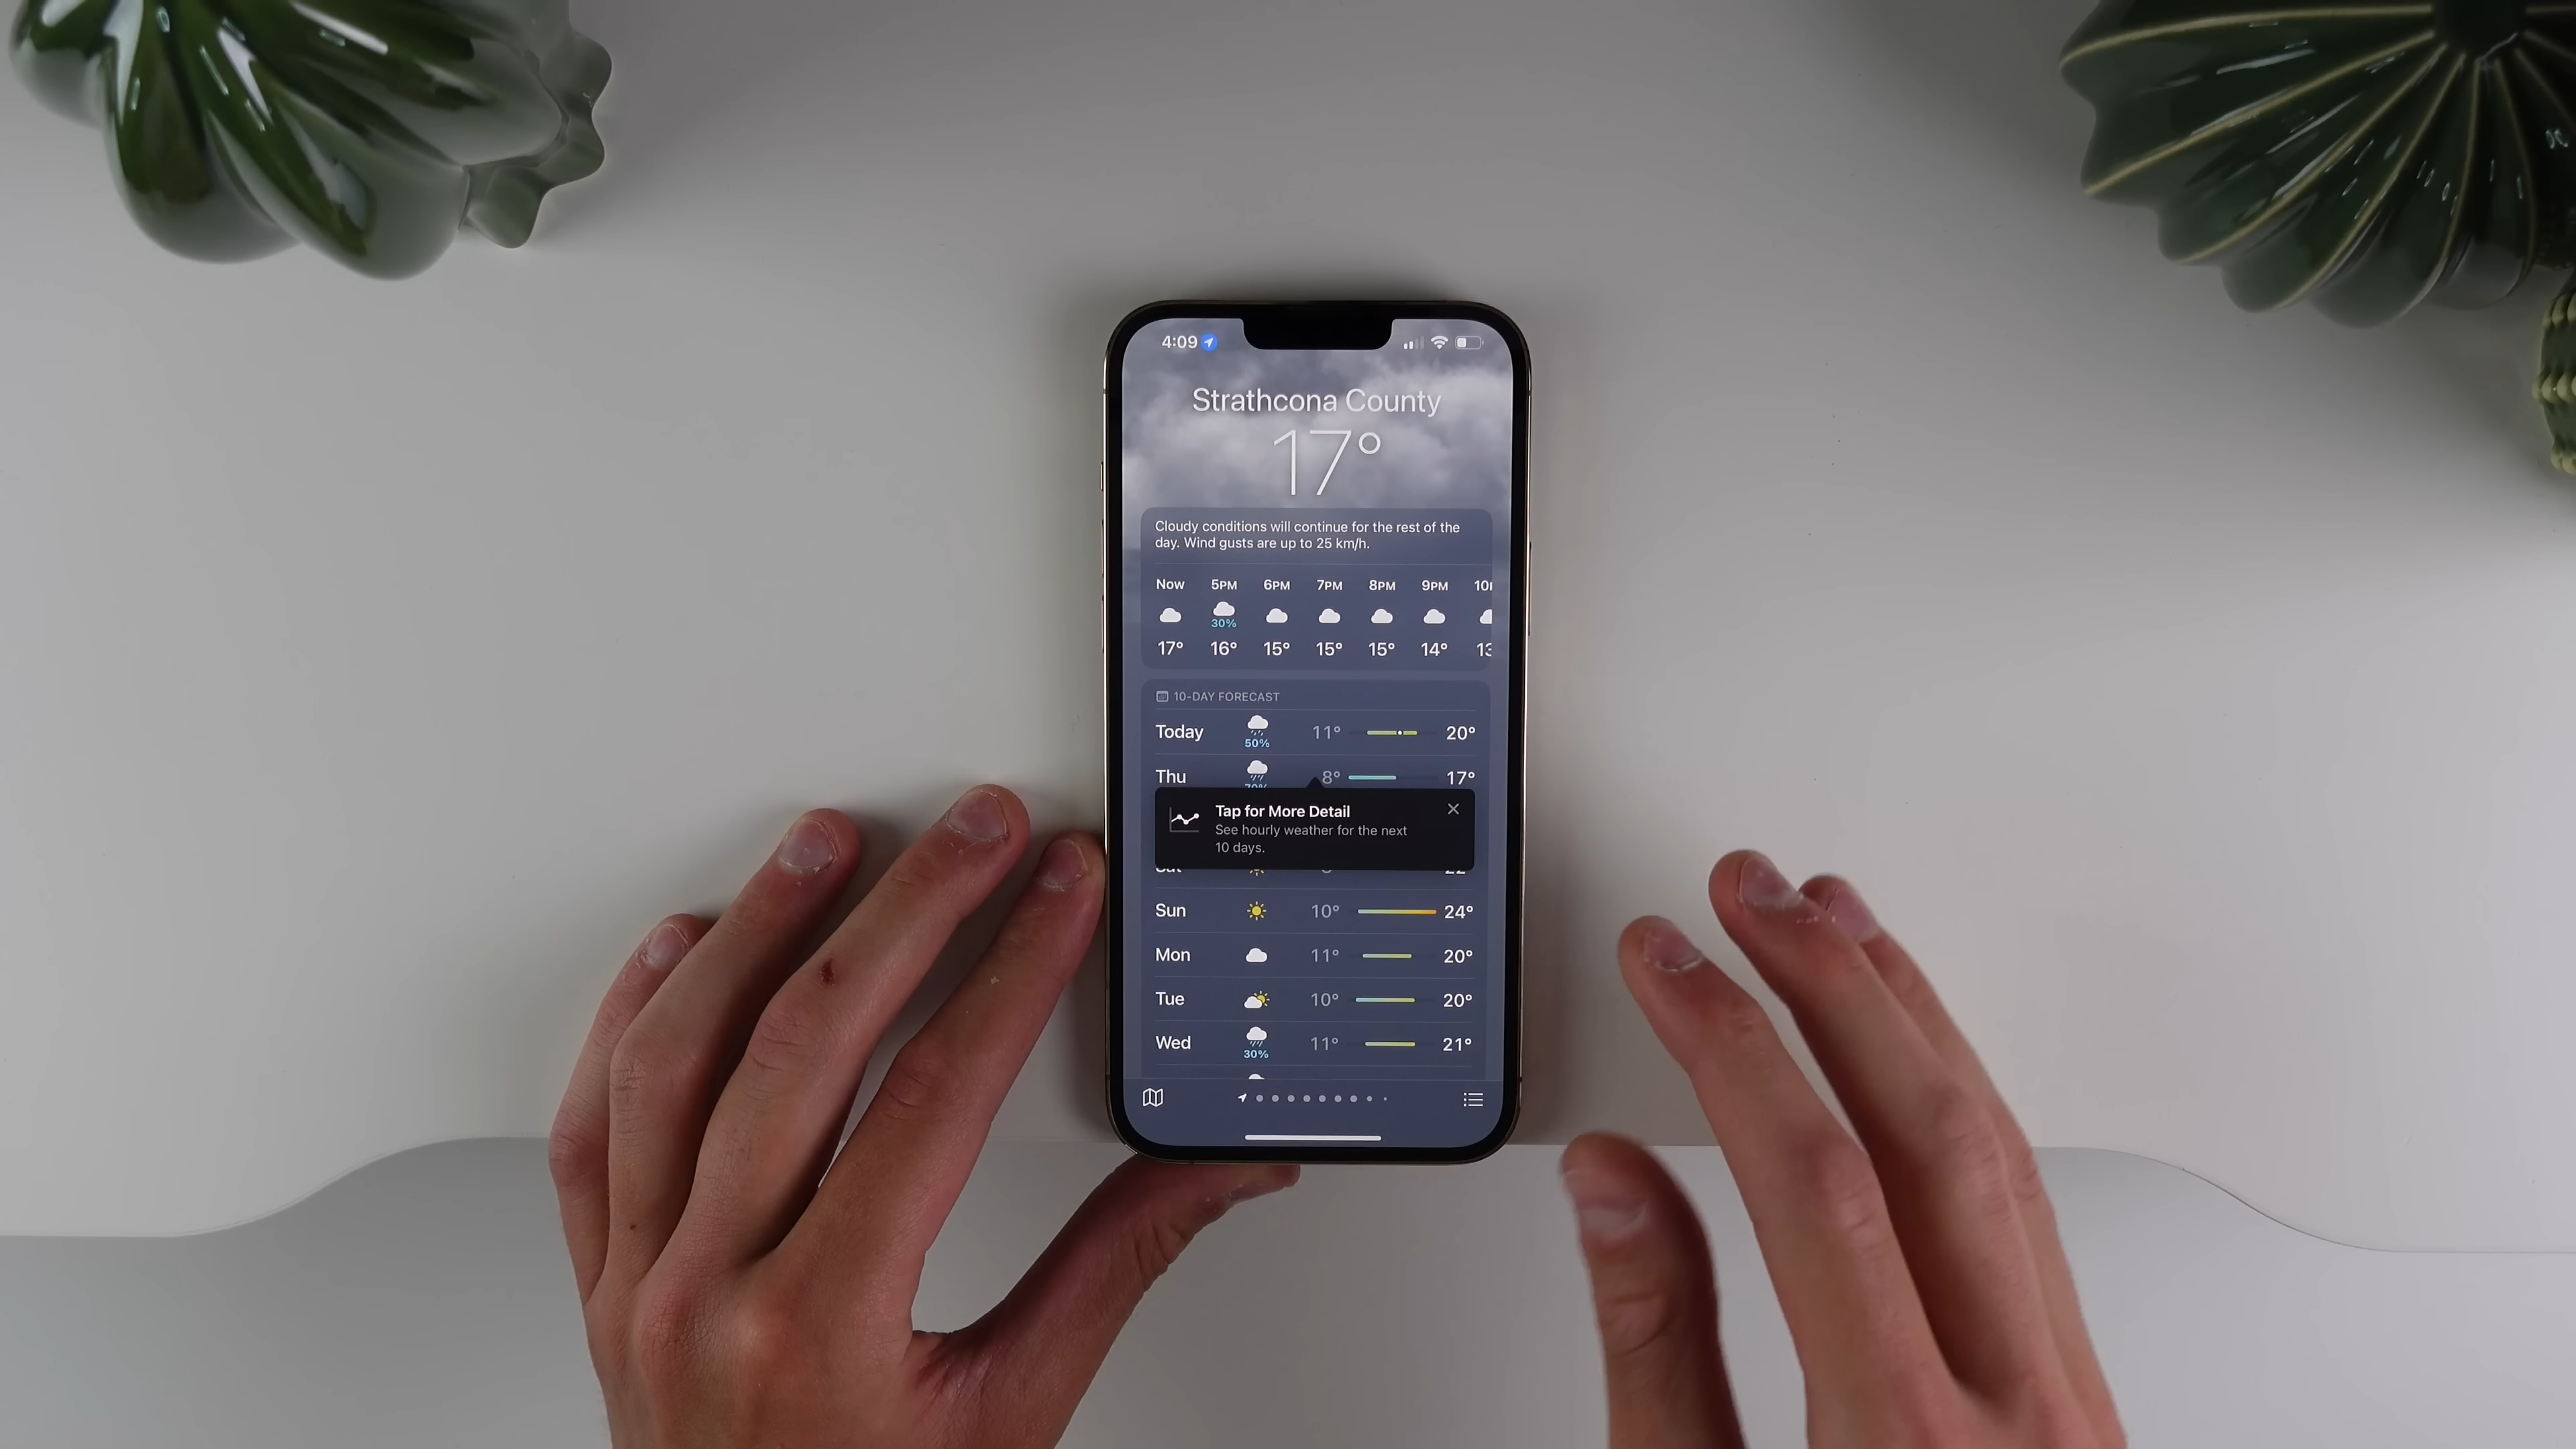 4:09
Strathcona County
17°
Cloudy conditions will continue for the rest of the
day. Wind gusts are up to 25 km/h.
Now 5PM 6PM 7PM 8PM 9PM
30%
17° 16° 15° 15° 15° 14°
10-DAY FORECAST
Today 11° 20°
50%
Thu 8° 17°
Tap for More Detail
See hourly weather for the next
10 days.
Sun 10° 24°
Mon 11° 20°
Tue 10° 20°
Wed 11° 21°
30%